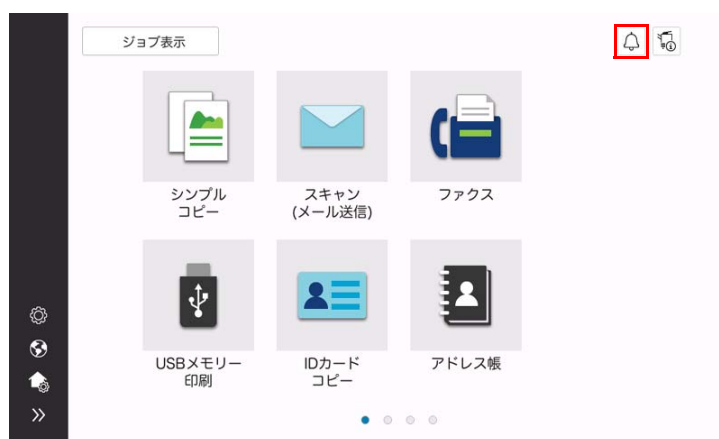 ジョブ表示
シンプル
コピー
スキャン
(メール送信)
ファクス
USBメモリー
印刷
IDカード
コピー
アドレス帳